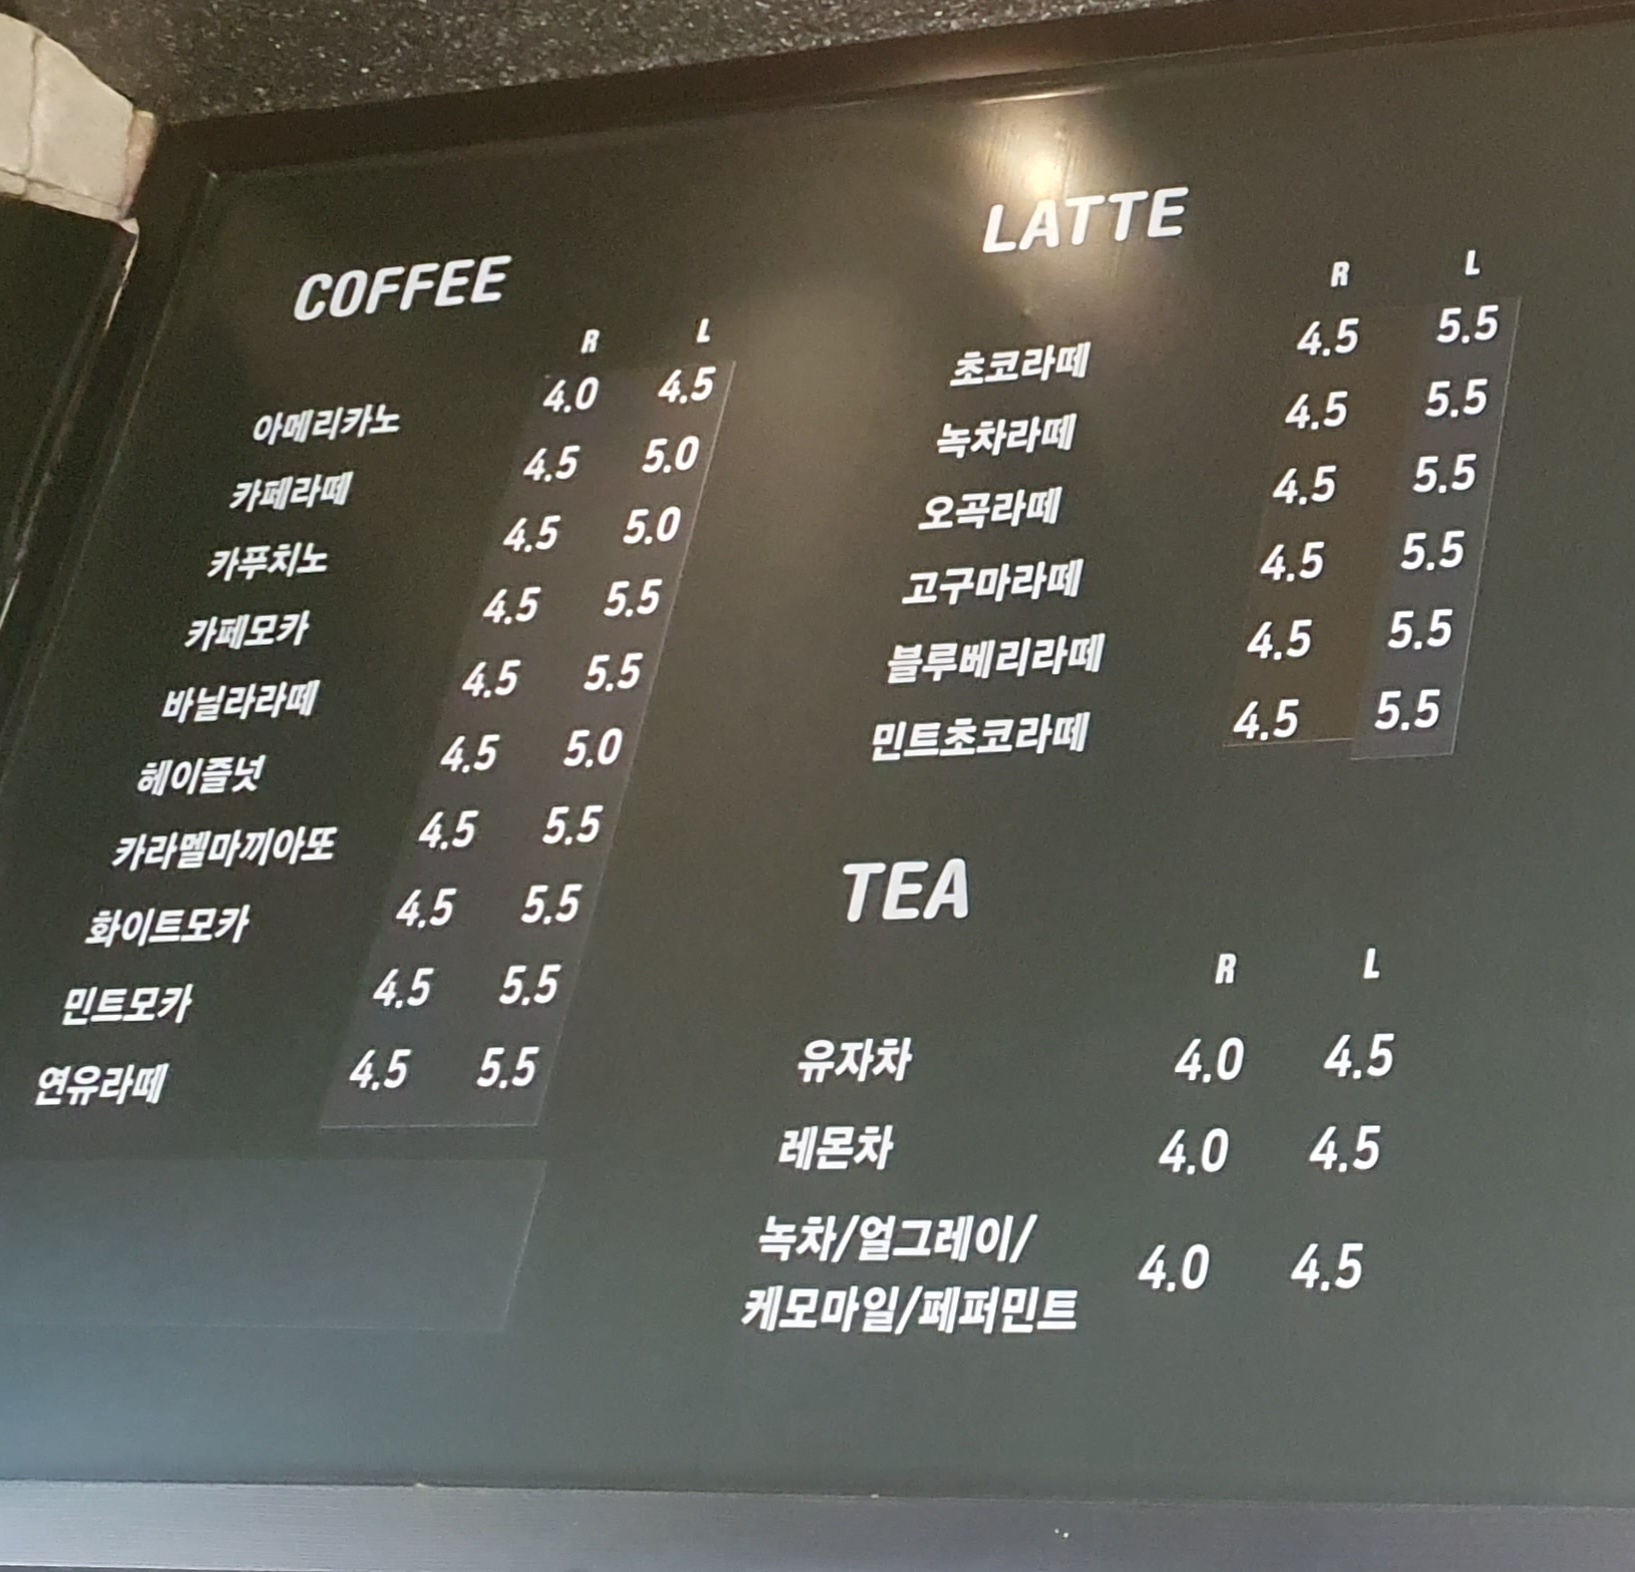 COFFEE
R L
아메리카노 4.0 4.5
카페라떼 4.5 5.0
카푸치노 4.5 5.0
카페모카 4.5 5.5
바닐라라떼 4.5 5.5
헤이즐넛 4.5 5.0
카라멜마끼아또 4.5 5.5
화이트모카 4.5 5.5
민트모카 4.5 5.5
연유라떼 4.5 5.5
LATTE
R L
초코라떼 4.5 5.5
녹차라떼 4.5 5.5
오곡라떼 4.5 5.5
고구마라떼 4.5 5.5
블루베리라떼 4.5 5.5
민트초코라떼 4.5 5.5
TEA
R L
유자차 4.0 4.5
레몬차 4.0 4.5
녹차/얼그레이/
케모마일/페퍼민트 4.0 4.5